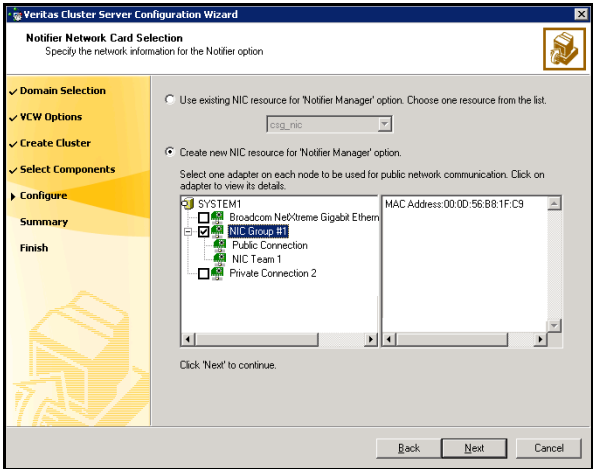 Veritas Cluster Server Configuration Wizard
Notifier Network Card Selection
Specify the network information for the Notifier option
Domain Selection
VCW Options
Create Cluster
Select Components
Configure
Summary
Finish
Use existing NIC resource for 'Notifier Manager' option. Choose one resource from the list.
csg_nic
Create new NIC resource for 'Notifier Manager' option.
Select one adapter on each node to be used for public network communication. Click on
adapter to view its details.
SYSTEM1
Broadcom NetXtreme Gigabit Ethern
NIC Group #1
Public Connection
NIC Team 1
Private Connection 2
MAC Address:00:0D:56:B8:1F:C9
Click 'Next' to continue.
Back
Next
Cancel